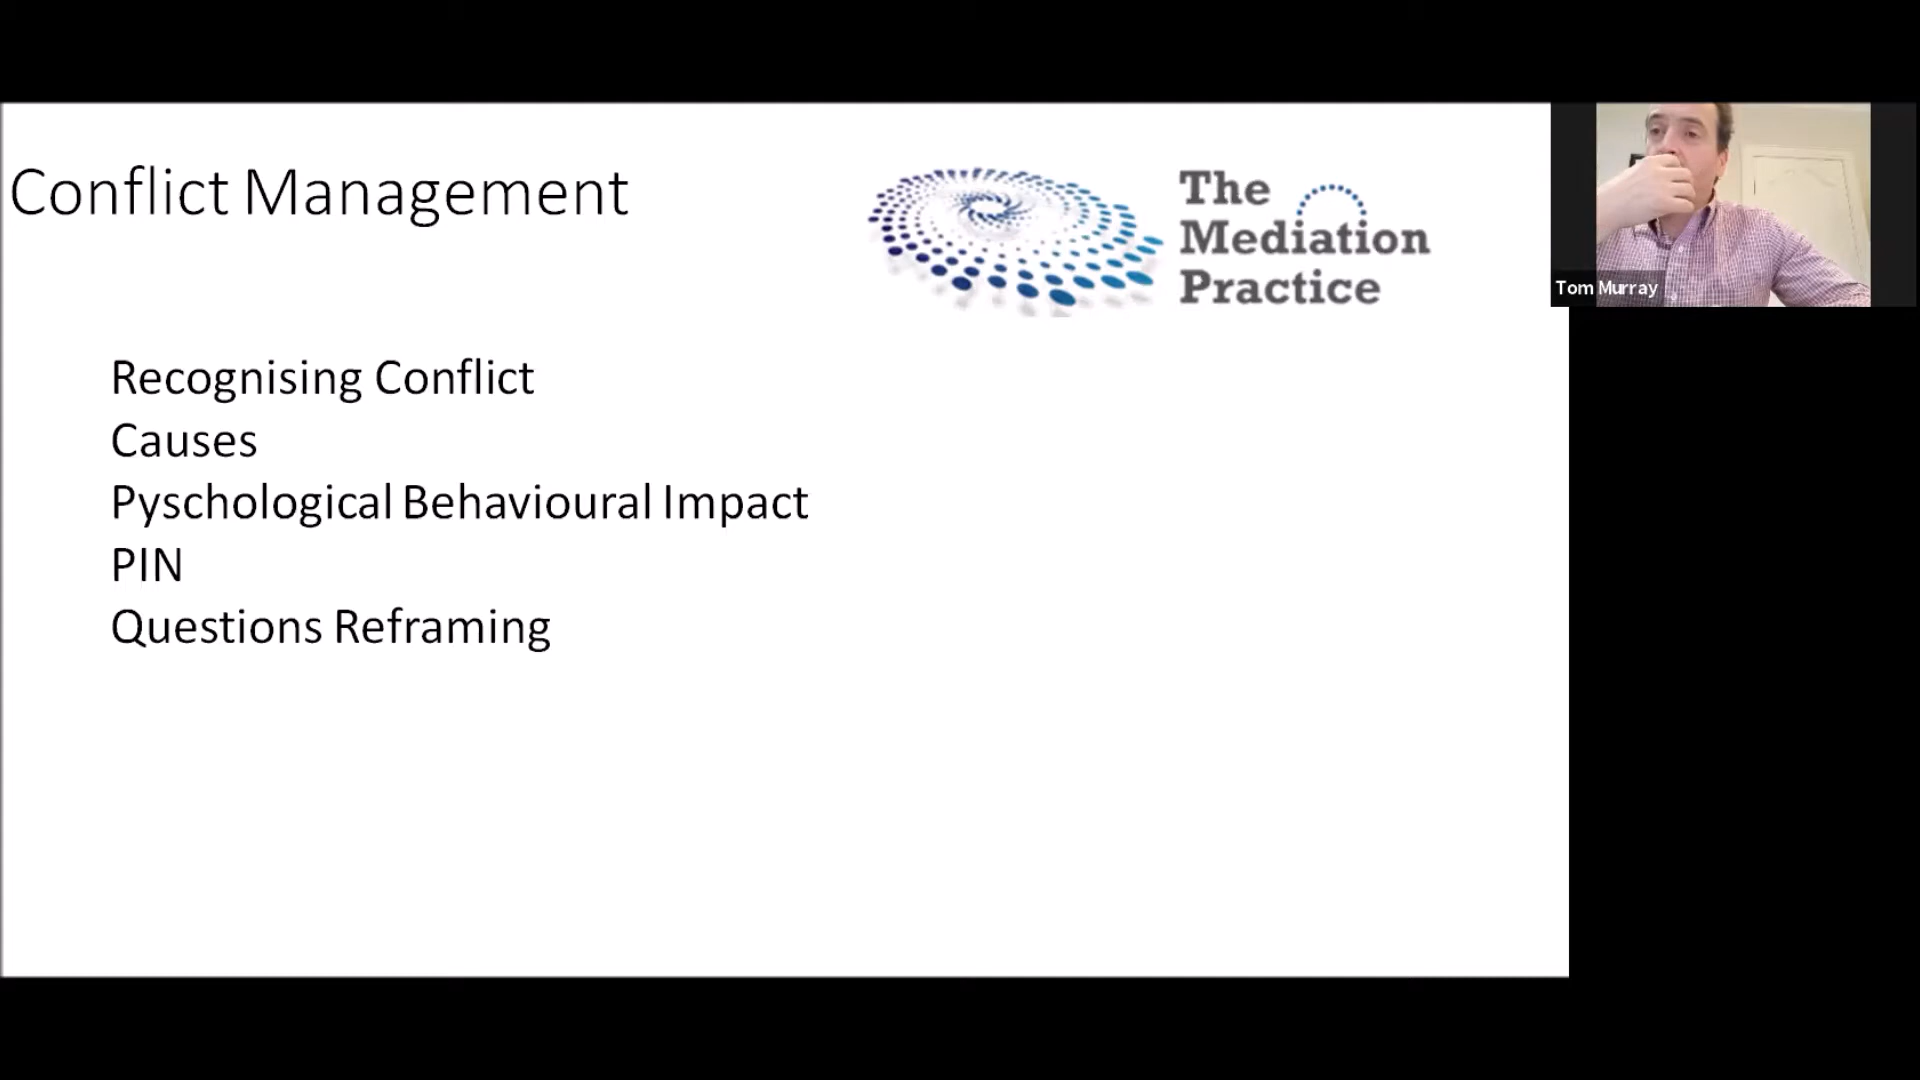 Conflict Management
The
Mediation
Practice
Tom Murray
Recognising Conflict
Causes
Pyschological Behavioural Impact
PIN
Questions Reframing